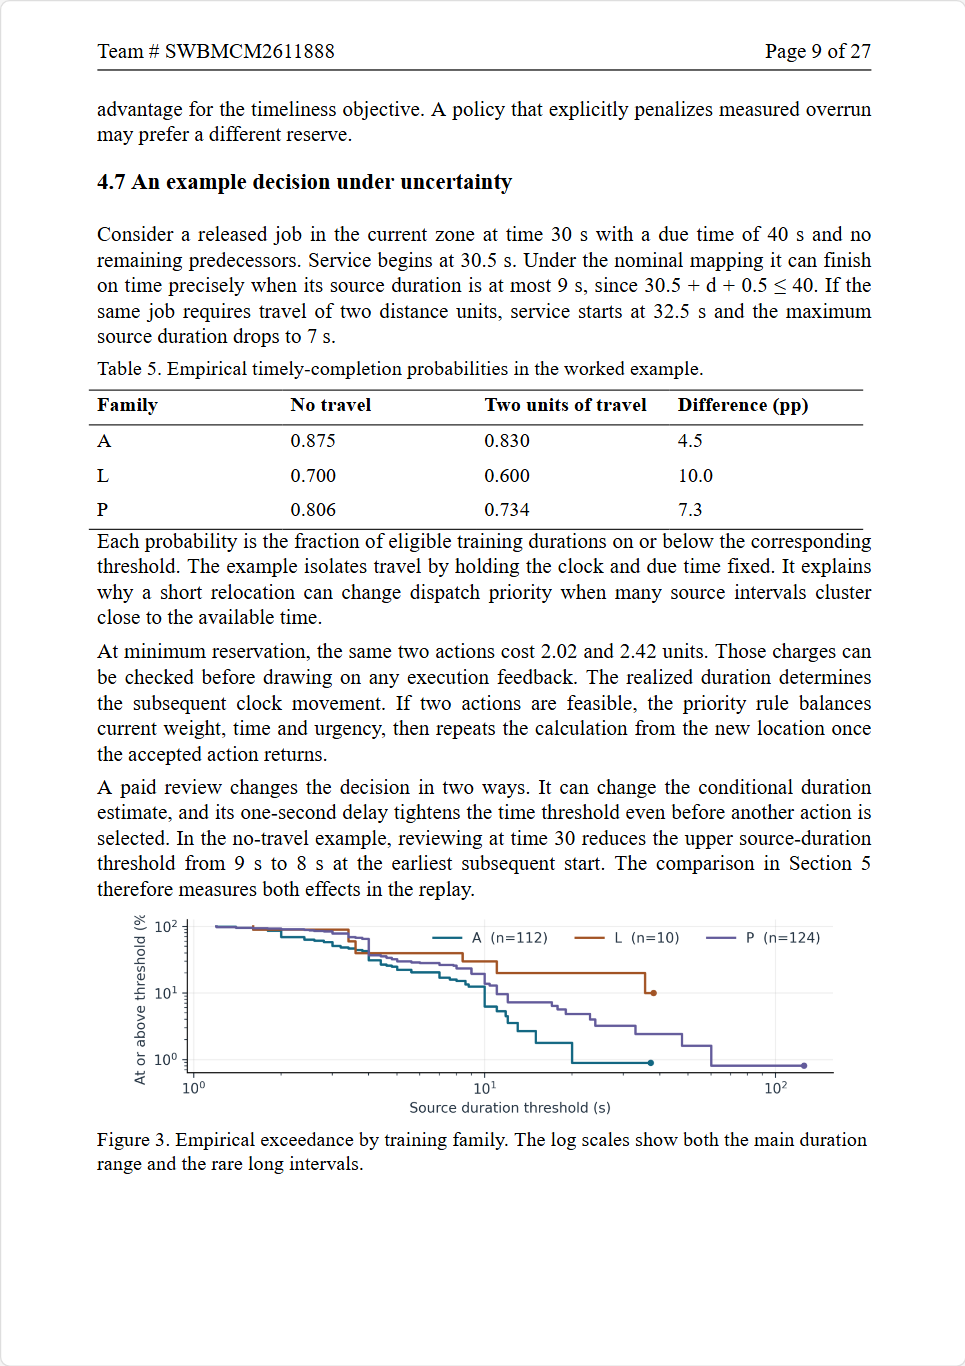 Team # SWBMCM2611888 Page 9 of 27
advantage for the timeliness objective. A policy that explicitly penalizes measured overrun
may prefer a different reserve.
4.7 An example decision under uncertainty
Consider a released job in the current zone at time 30 s with a due time of 40 s and no
remaining predecessors. Service begins at 30.5 s. Under the nominal mapping it can finish
on time precisely when its source duration is at most 9 s, since 30.5 + d + 0.5 ≤ 40. If the
same job requires travel of two distance units, service starts at 32.5 s and the maximum
source duration drops to 7 s.
Table 5. Empirical timely-completion probabilities in the worked example.
Family No travel Two units of travel Difference (pp)
A 0.875 0.830 4.5
L 0.700 0.600 10.0
P 0.806 0.734 7.3
Each probability is the fraction of eligible training durations on or below the corresponding
threshold. The example isolates travel by holding the clock and due time fixed. It explains
why a short relocation can change dispatch priority when many source intervals cluster
close to the available time.
At minimum reservation, the same two actions cost 2.02 and 2.42 units. Those charges can
be checked before drawing on any execution feedback. The realized duration determines
the subsequent clock movement. If two actions are feasible, the priority rule balances
current weight, time and urgency, then repeats the calculation from the new location once
the accepted action returns.
A paid review changes the decision in two ways. It can change the conditional duration
estimate, and its one-second delay tightens the time threshold even before another action is
selected. In the no-travel example, reviewing at time 30 reduces the upper source-duration
threshold from 9 s to 8 s at the earliest subsequent start. The comparison in Section 5
therefore measures both effects in the replay.
At or above threshold (%
10²
10¹
10⁰
A (n=112) L (n=10) P (n=124)
10⁰ 10¹ 10²
Source duration threshold (s)
Figure 3. Empirical exceedance by training family. The log scales show both the main duration
range and the rare long intervals.